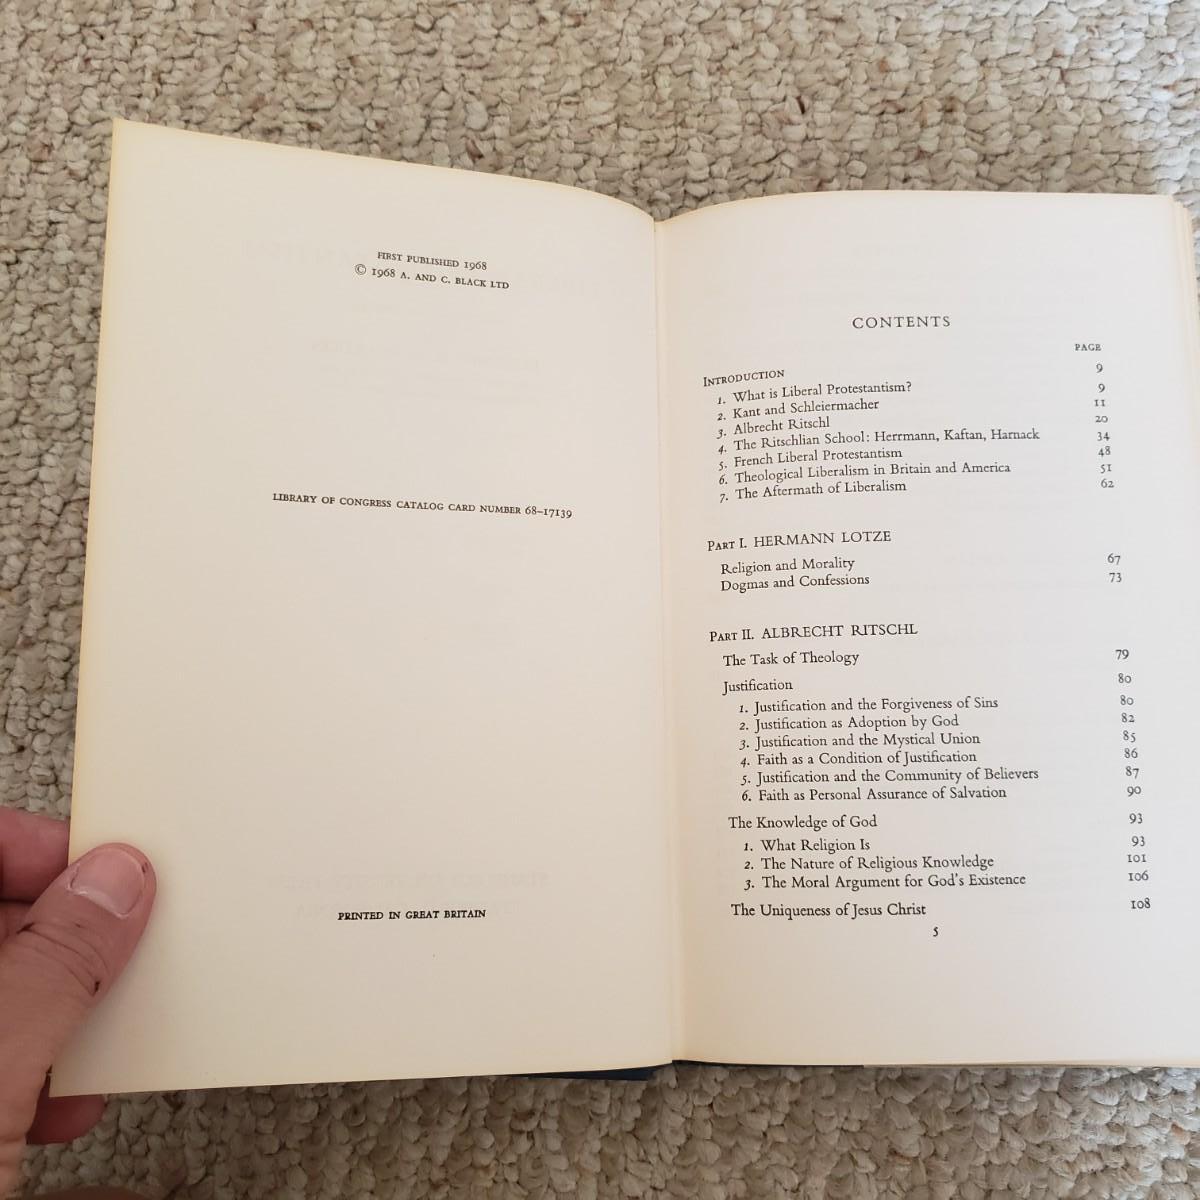 FIRST PUBLISHED 1968
© 1968 A. AND C. BLACK LTD
LIBRARY OF CONGRESS CATALOG CARD NUMBER 68-17139
PRINTED IN GREAT BRITAIN
CONTENTS
PAGE
INTRODUCTION 9
1. What is Liberal Protestantism? 9
2. Kant and Schleiermacher 11
3. Albrecht Ritschl 20
4. The Ritschlian School: Herrmann, Kaftan, Harnack 34
5. French Liberal Protestantism 48
6. Theological Liberalism in Britain and America 51
7. The Aftermath of Liberalism 62
PART I. HERMANN LOTZE
Religion and Morality 67
Dogmas and Confessions 73
PART II. ALBRECHT RITSCHL
The Task of Theology 79
Justification 80
1. Justification and the Forgiveness of Sins 80
2. Justification as Adoption by God 82
3. Justification and the Mystical Union 85
4. Faith as a Condition of Justification 86
5. Justification and the Community of Believers 87
6. Faith as Personal Assurance of Salvation 90
The Knowledge of God 93
1. What Religion Is 93
2. The Nature of Religious Knowledge 101
3. The Moral Argument for God's Existence 106
The Uniqueness of Jesus Christ 108
5